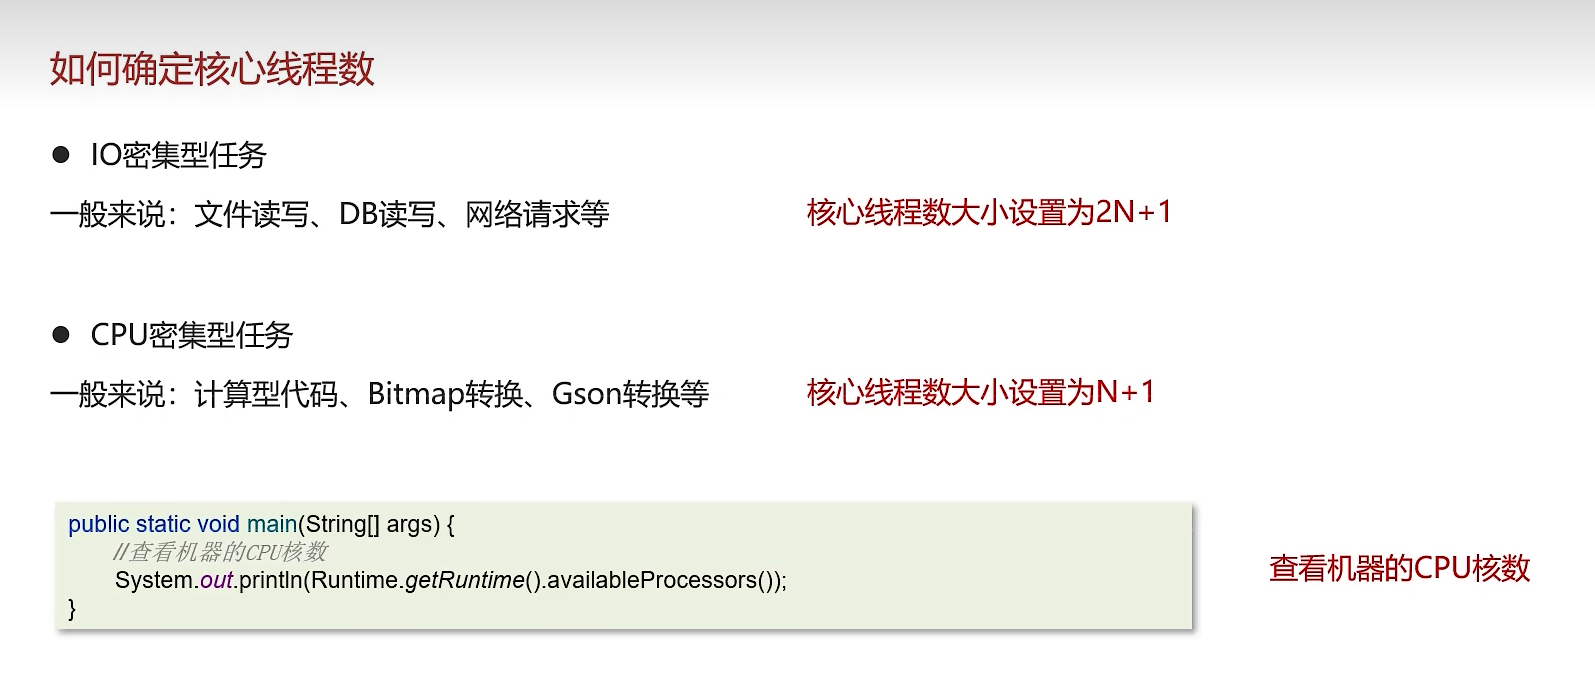 如何确定核心线程数
● IO密集型任务
一般来说：文件读写、DB读写、网络请求等
核心线程数大小设置为2N+1
● CPU密集型任务
一般来说：计算型代码、Bitmap转换、Gson转换等
核心线程数大小设置为N+1
public static void main(String[] args) {
//查看机器的CPU核数
System.out.println(Runtime.getRuntime().availableProcessors());
}
查看机器的CPU核数